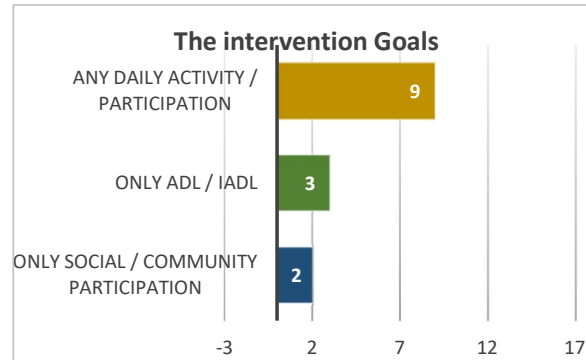 The intervention Goals
ANY DAILY ACTIVITY /
PARTICIPATION
9
ONLY ADL / IADL
3
ONLY SOCIAL / COMMUNITY
PARTICIPATION
2
-3 2 7 12 17